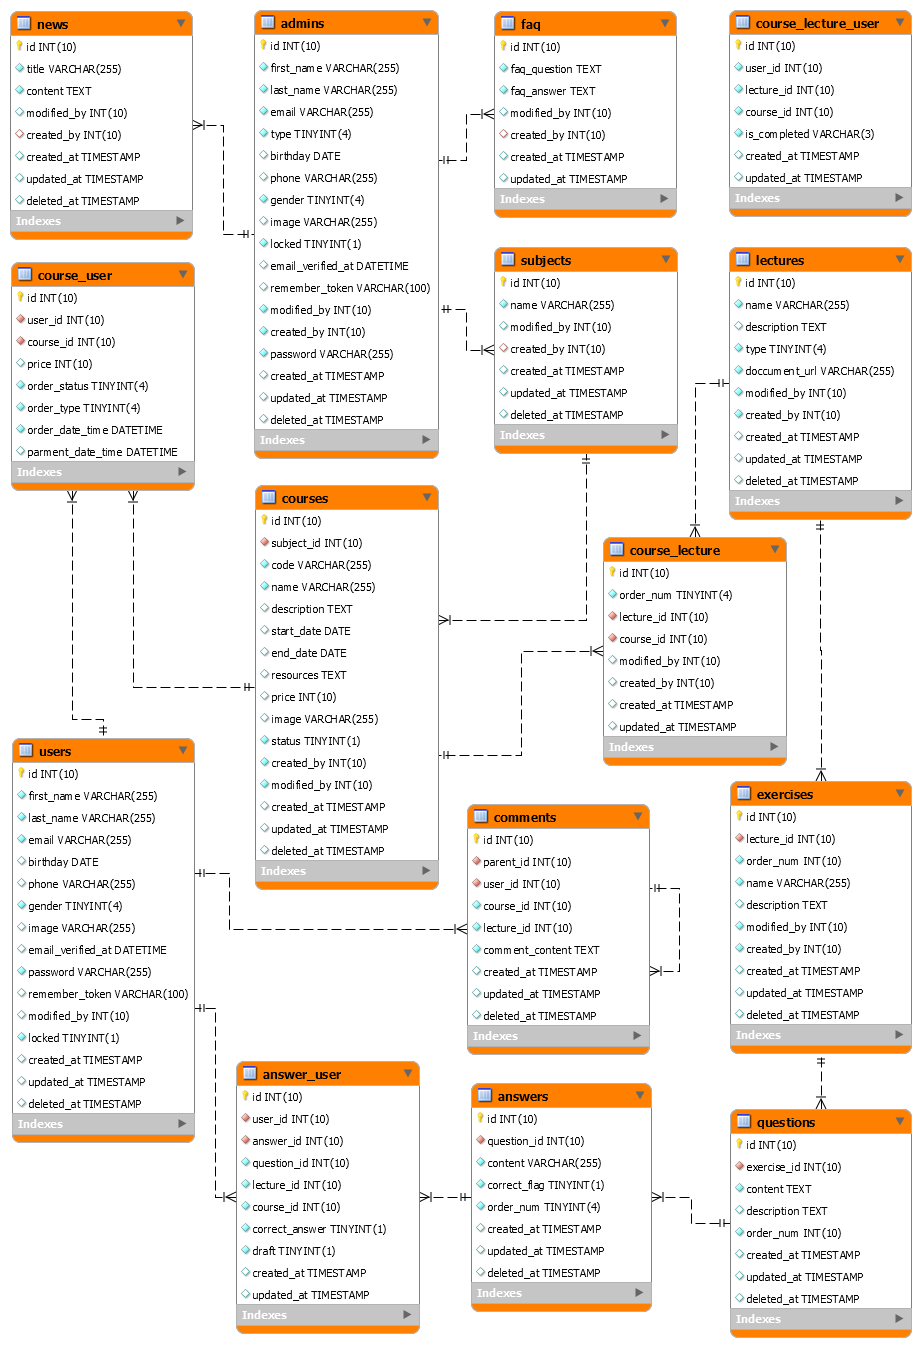 news
id INT(10)
title VARCHAR(255)
content TEXT
modified_by INT(10)
created_by INT(10)
created_at TIMESTAMP
updated_at TIMESTAMP
deleted_at TIMESTAMP
Indexes
admins
id INT(10)
first_name VARCHAR(255)
last_name VARCHAR(255)
email VARCHAR(255)
type TINYINT(4)
birthday DATE
phone VARCHAR(255)
gender TINYINT(4)
image VARCHAR(255)
locked TINYINT(1)
email_verified_at DATETIME
remember_token VARCHAR(100)
modified_by INT(10)
created_by INT(10)
password VARCHAR(255)
created_at TIMESTAMP
updated_at TIMESTAMP
deleted_at TIMESTAMP
Indexes
faq
id INT(10)
faq_question TEXT
faq_answer TEXT
modified_by INT(10)
created_by INT(10)
created_at TIMESTAMP
updated_at TIMESTAMP
Indexes
course_lecture_user
id INT(10)
user_id INT(10)
lecture_id INT(10)
course_id INT(10)
is_completed VARCHAR(3)
created_at TIMESTAMP
updated_at TIMESTAMP
Indexes
course_user
id INT(10)
user_id INT(10)
course_id INT(10)
price INT(10)
order_status TINYINT(4)
order_type TINYINT(4)
order_date_time DATETIME
parment_date_time DATETIME
Indexes
subjects
id INT(10)
name VARCHAR(255)
modified_by INT(10)
created_by INT(10)
created_at TIMESTAMP
updated_at TIMESTAMP
deleted_at TIMESTAMP
Indexes
lectures
id INT(10)
name VARCHAR(255)
description TEXT
type TINYINT(4)
doccument_url VARCHAR(255)
modified_by INT(10)
created_by INT(10)
created_at TIMESTAMP
updated_at TIMESTAMP
deleted_at TIMESTAMP
Indexes
courses
id INT(10)
subject_id INT(10)
code VARCHAR(255)
name VARCHAR(255)
description TEXT
start_date DATE
end_date DATE
resources TEXT
price INT(10)
image VARCHAR(255)
status TINYINT(1)
created_by INT(10)
modified_by INT(10)
created_at TIMESTAMP
updated_at TIMESTAMP
deleted_at TIMESTAMP
Indexes
course_lecture
id INT(10)
order_num TINYINT(4)
lecture_id INT(10)
course_id INT(10)
modified_by INT(10)
created_by INT(10)
created_at TIMESTAMP
updated_at TIMESTAMP
Indexes
users
id INT(10)
first_name VARCHAR(255)
last_name VARCHAR(255)
email VARCHAR(255)
birthday DATE
phone VARCHAR(255)
gender TINYINT(4)
image VARCHAR(255)
email_verified_at DATETIME
password VARCHAR(255)
remember_token VARCHAR(100)
modified_by INT(10)
locked TINYINT(1)
created_at TIMESTAMP
updated_at TIMESTAMP
deleted_at TIMESTAMP
Indexes
comments
id INT(10)
parent_id INT(10)
user_id INT(10)
course_id INT(10)
lecture_id INT(10)
comment_content TEXT
created_at TIMESTAMP
updated_at TIMESTAMP
deleted_at TIMESTAMP
Indexes
exercises
id INT(10)
lecture_id INT(10)
order_num INT(10)
name VARCHAR(255)
description TEXT
modified_by INT(10)
created_by INT(10)
created_at TIMESTAMP
updated_at TIMESTAMP
deleted_at TIMESTAMP
Indexes
answer_user
id INT(10)
user_id INT(10)
answer_id INT(10)
question_id INT(10)
lecture_id INT(10)
course_id INT(10)
correct_answer TINYINT(1)
draft TINYINT(1)
created_at TIMESTAMP
updated_at TIMESTAMP
Indexes
answers
id INT(10)
question_id INT(10)
content VARCHAR(255)
correct_flag TINYINT(1)
order_num TINYINT(4)
created_at TIMESTAMP
updated_at TIMESTAMP
deleted_at TIMESTAMP
Indexes
questions
id INT(10)
exercise_id INT(10)
content TEXT
description TEXT
order_num INT(10)
created_at TIMESTAMP
updated_at TIMESTAMP
deleted_at TIMESTAMP
Indexes